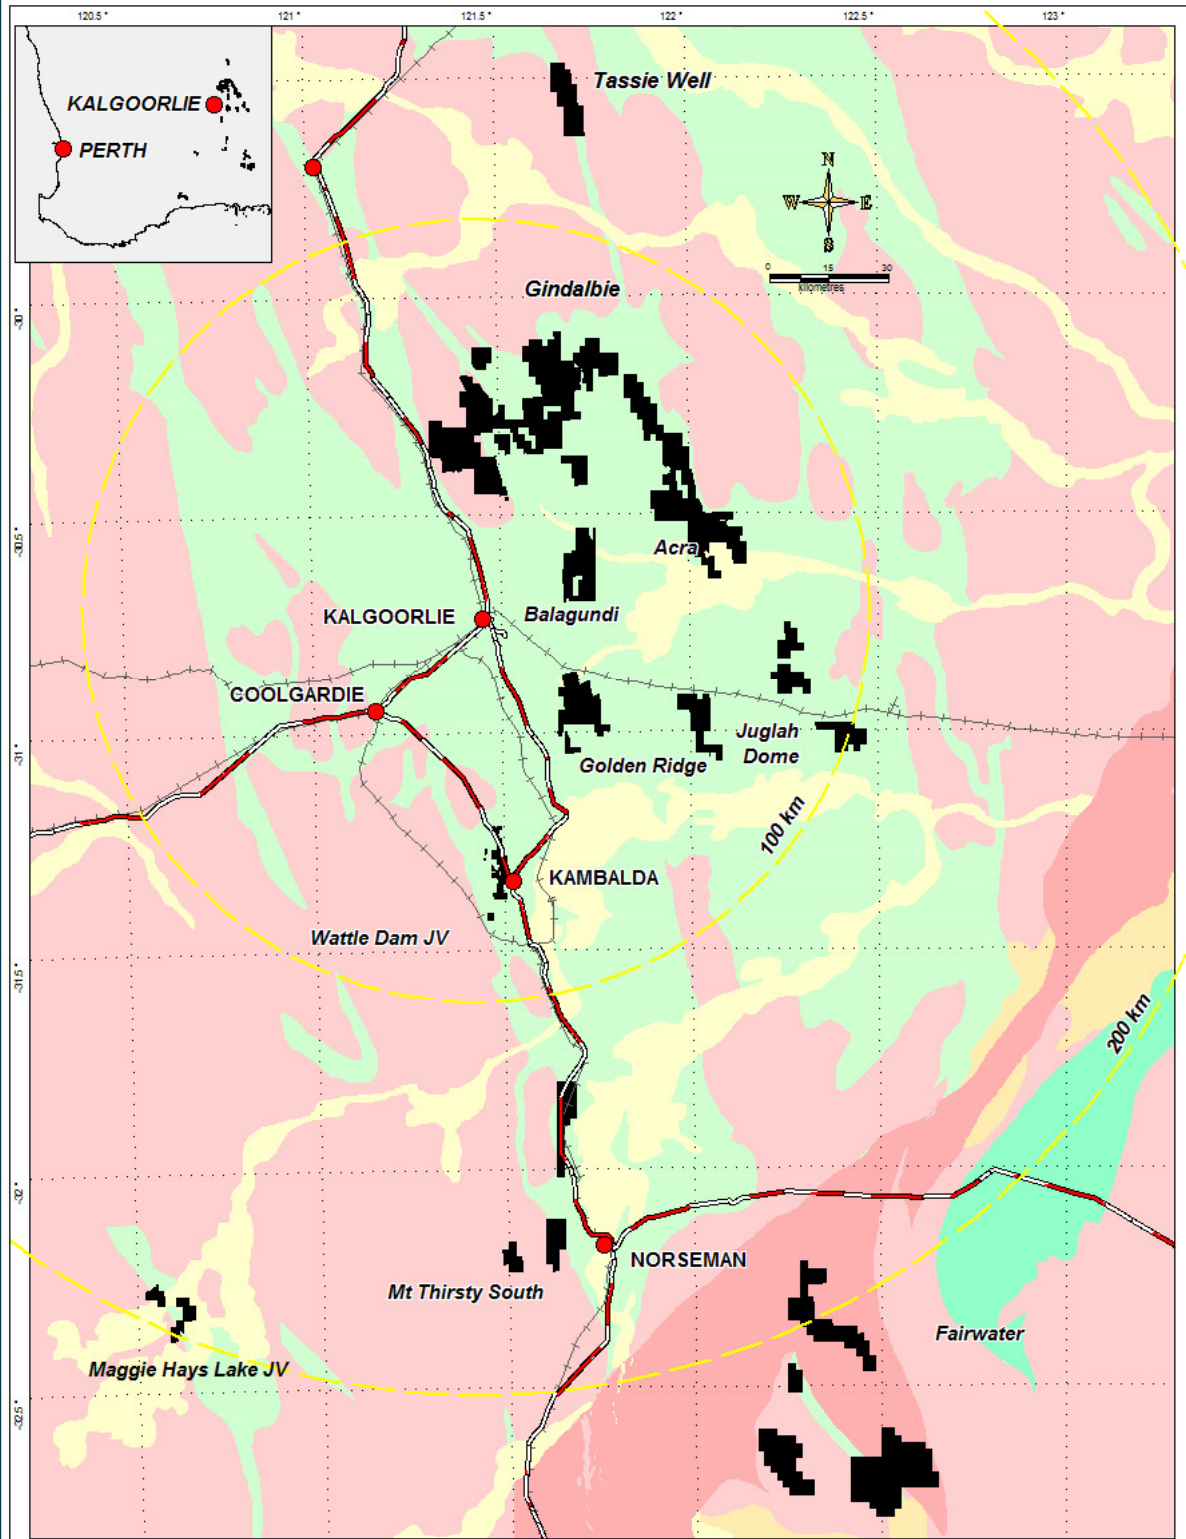 120.5 °
121 °
121.5 °
122 °
122.5 °
123 °
KALGOORLIE
PERTH
Tassie Well
N
W
E
S
0
15
30
kilometres
Gindalbie
-30 °
-30.5 °
Acra
Balagundi
KALGOORLIE
COOLGARDIE
Juglah
Dome
Golden Ridge
-31 °
100 km
KAMBALDA
Wattle Dam JV
-31.5 °
200 km
-32 °
NORSEMAN
Mt Thirsty South
Fairwater
Maggie Hays Lake JV
-32.5 °